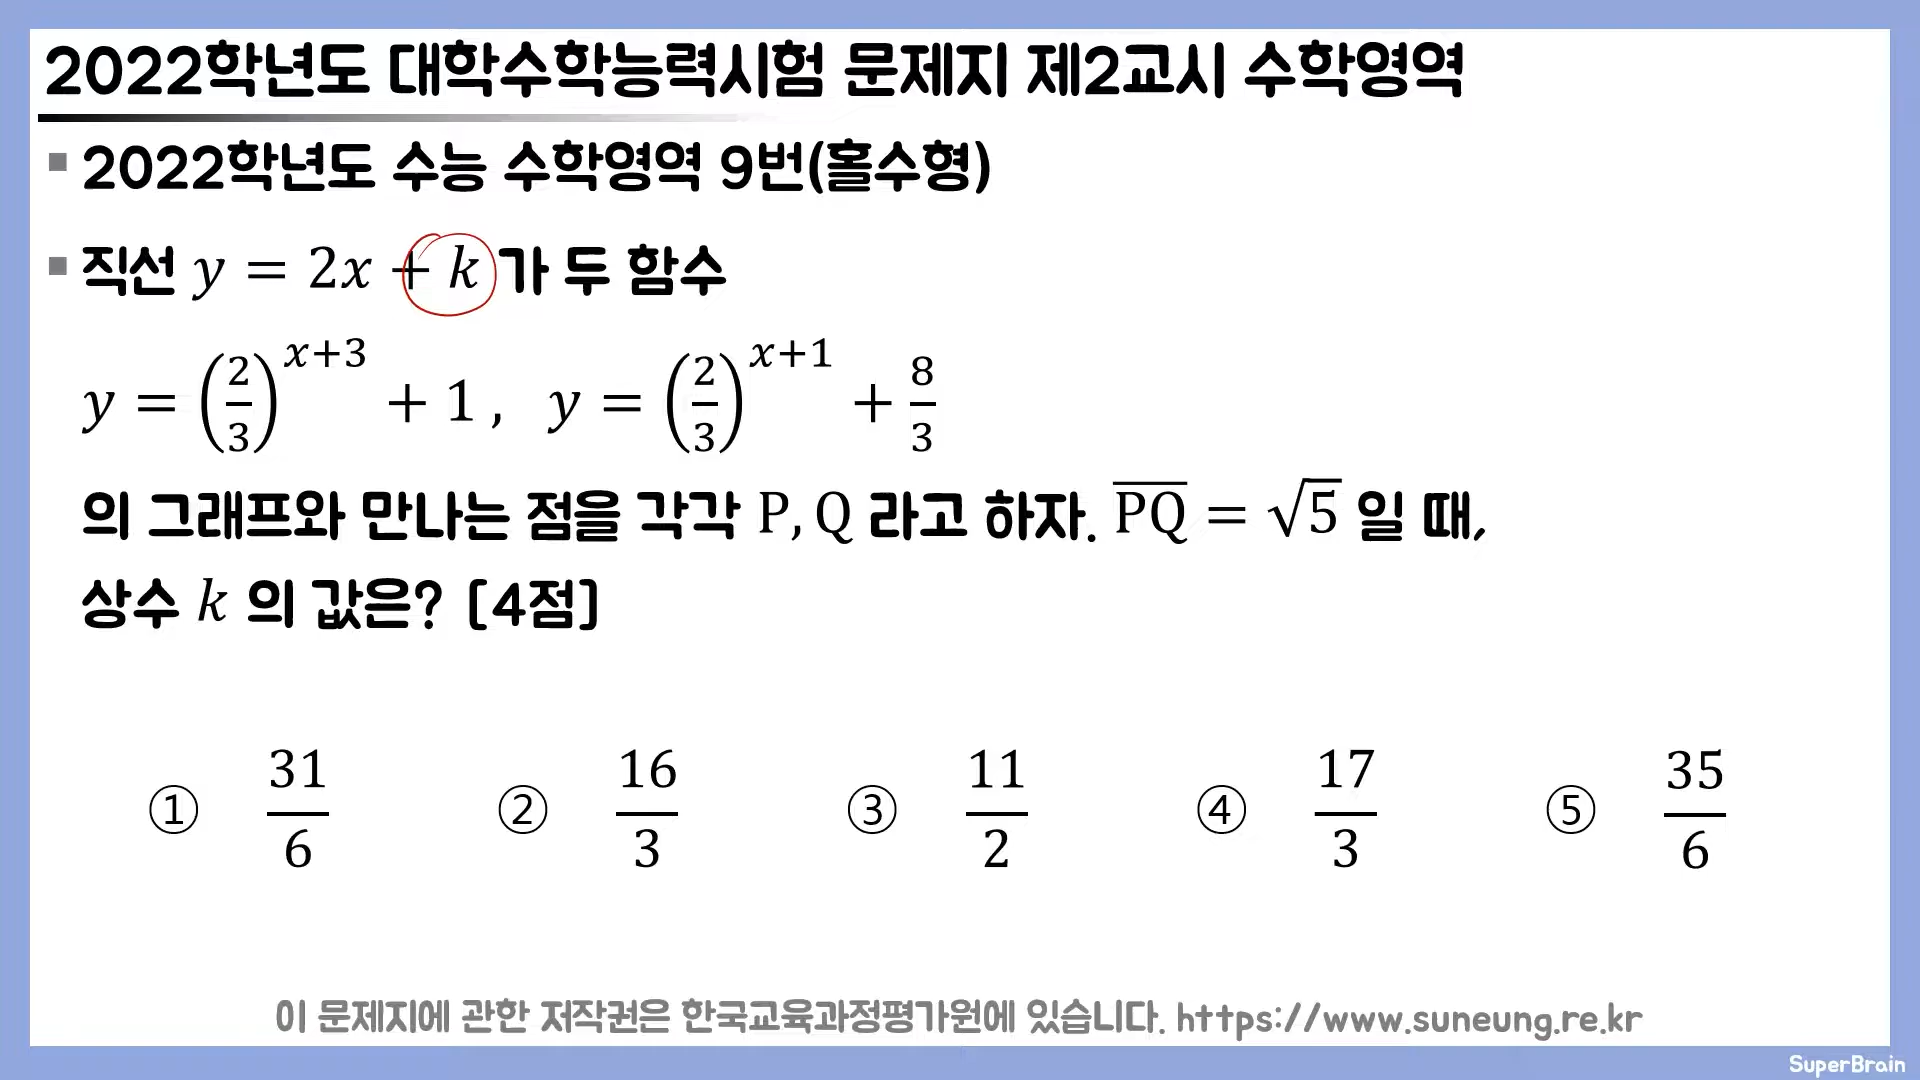 2022학년도 대학수학능력시험 문제지 제2교시 수학영역
▪ 2022학년도 수능 수학영역 9번(홀수형)
▪ 직선 y = 2x + k 가 두 함수
y = (2/3)^(x+3) + 1 , y = (2/3)^(x+1) + 8/3
의 그래프와 만나는 점을 각각 P, Q 라고 하자. \overline{PQ} = √5 일 때,
상수 k 의 값은? [4점]
① 31/6 ② 16/3 ③ 11/2 ④ 17/3 ⑤ 35/6
이 문제지에 관한 저작권은 한국교육과정평가원에 있습니다. https://www.suneung.re.kr
SuperBrain